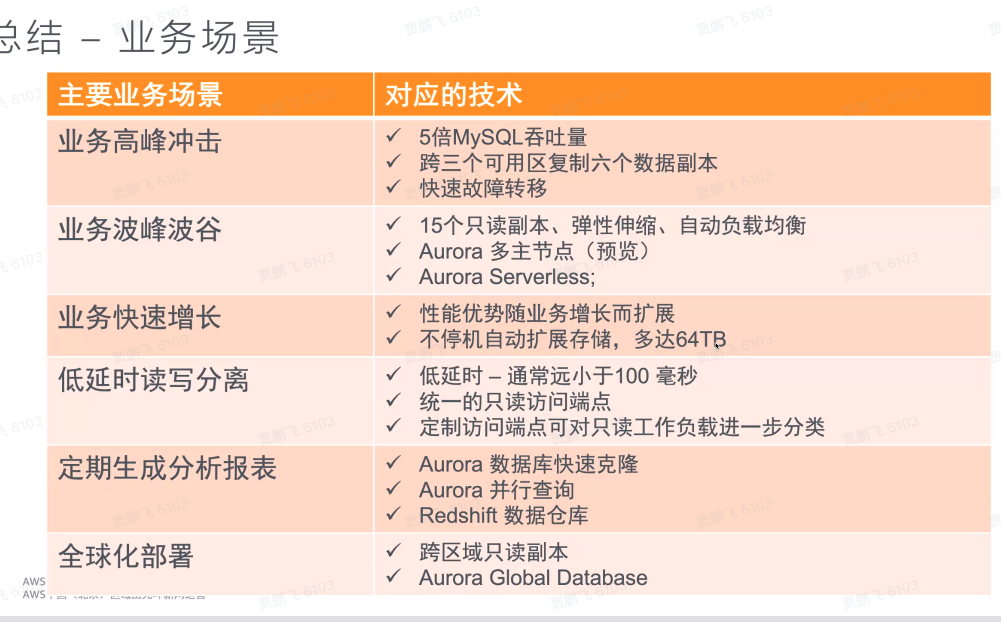 总结 – 业务场景
主要业务场景
对应的技术
业务高峰冲击
✓ 5倍MySQL吞吐量
✓ 跨三个可用区复制六个数据副本
✓ 快速故障转移
业务波峰波谷
✓ 15个只读副本、弹性伸缩、自动负载均衡
✓ Aurora 多主节点（预览）
✓ Aurora Serverless;
业务快速增长
✓ 性能优势随业务增长而扩展
✓ 不停机自动扩展存储，多达64TB
低延时读写分离
✓ 低延时 – 通常远小于100 毫秒
✓ 统一的只读访问端点
✓ 定制访问端点可对只读工作负载进一步分类
定期生成分析报表
✓ Aurora 数据库快速克隆
✓ Aurora 并行查询
✓ Redshift 数据仓库
全球化部署
✓ 跨区域只读副本
✓ Aurora Global Database
AWS
AWS
贾鹏飞 6103